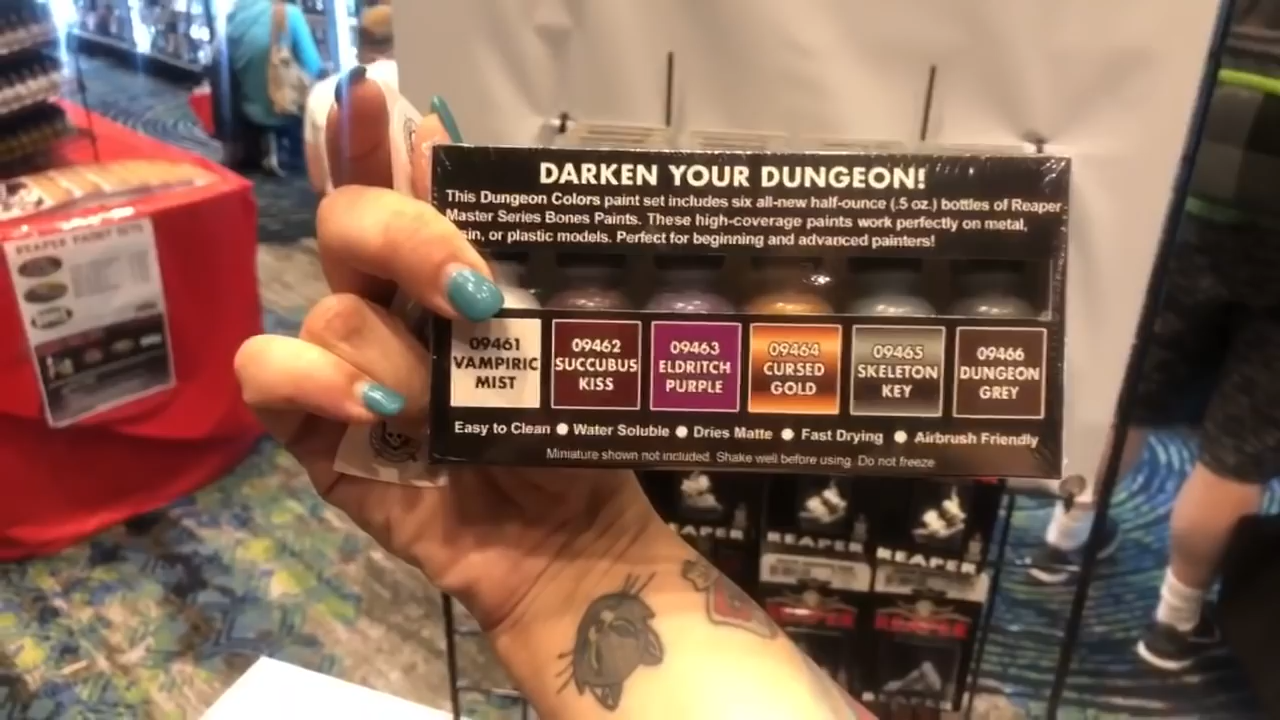 DARKEN YOUR DUNGEON!
This Dungeon Colors paint set includes six all-new half-ounce (.5 oz.) bottles of Reaper
Master Series Bones Paints. These high-coverage paints work perfectly on metal,
sin, or plastic models. Perfect for beginning and advanced painters!
09461
VAMPIRIC
MIST
09462
SUCCUBUS
KISS
09463
ELDRITCH
PURPLE
09464
CURSED
GOLD
09465
SKELETON
KEY
09466
DUNGEON
GREY
Easy to Clean ● Water Soluble ● Dries Matte ● Fast Drying ● Airbrush Friendly
Miniature shown not included. Shake well before using. Do not freeze
REAPER PAINT SETS
REAPER
REAPER
REAPER
REAPER
REAPER